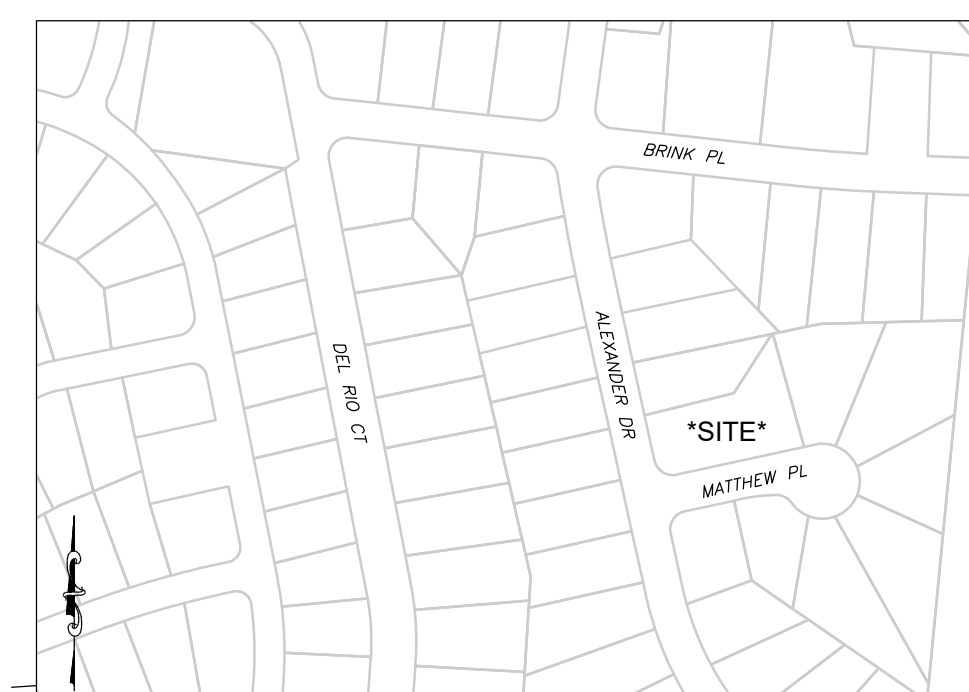 BRINK PL
ALEXANDER DR
DEL RIO CT
*SITE*
MATTHEW PL